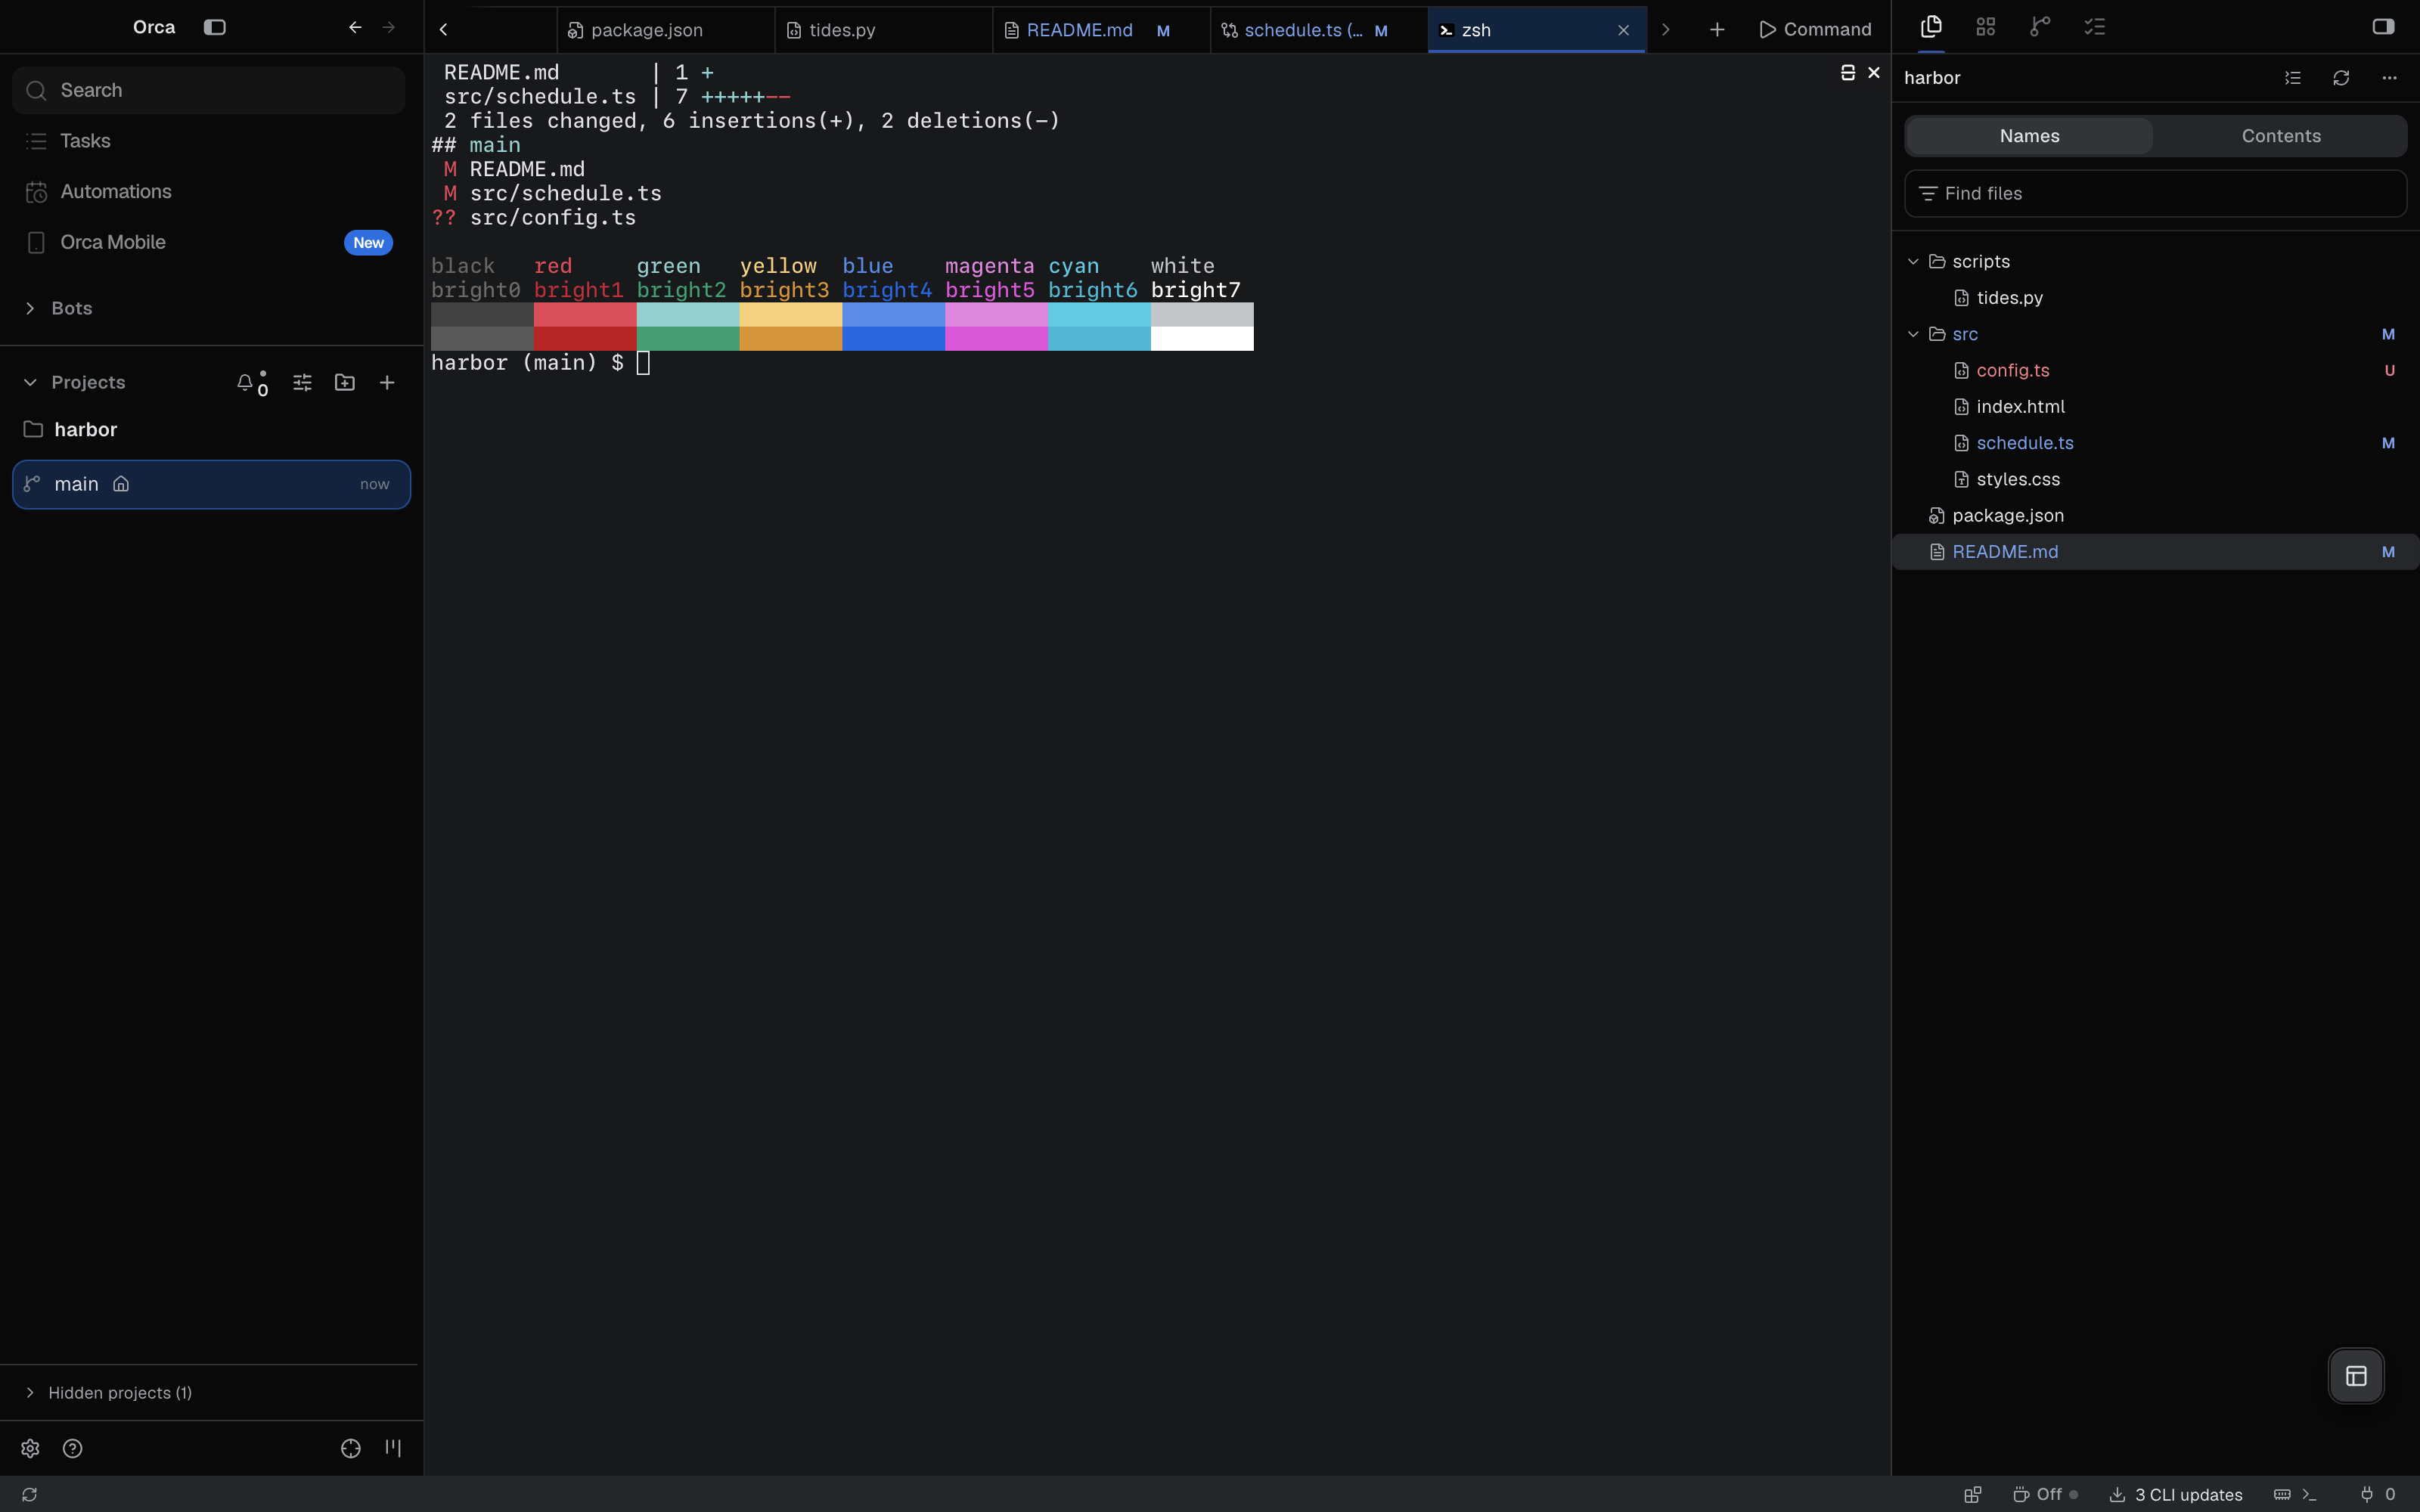 Orca
Search
Tasks
Automations
Orca Mobile
New
Bots
Projects
0
harbor
main
now
Hidden projects (1)
package.json
tides.py
README.md M
schedule.ts (... M
zsh
Command
README.md | 1 +
src/schedule.ts | 7 +++++--
2 files changed, 6 insertions(+), 2 deletions(-)
## main
M README.md
M src/schedule.ts
?? src/config.ts
black red green yellow blue magenta cyan white
bright0 bright1 bright2 bright3 bright4 bright5 bright6 bright7
harbor (main) $
harbor
Names
Contents
Find files
scripts
tides.py
src M
config.ts U
index.html
schedule.ts M
styles.css
package.json
README.md M
Off
3 CLI updates
0